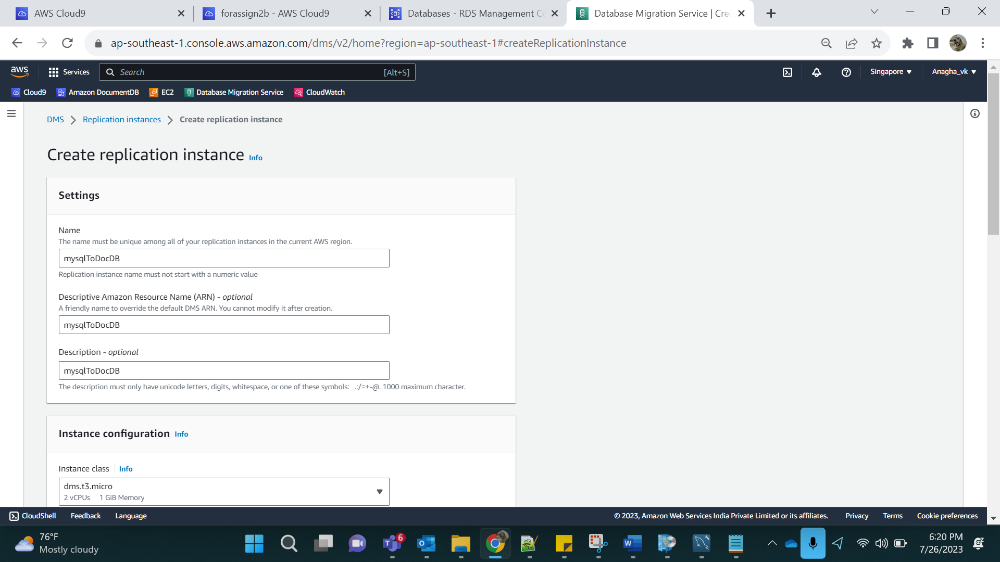 AWS Cloud9
forassign2b - AWS Cloud9
Databases - RDS Management Co
Database Migration Service | Crea
ap-southeast-1.console.aws.amazon.com/dms/v2/home?region=ap-southeast-1#createReplicationInstance
aws
Services
Search
[Alt+S]
Singapore
Anagha_vk
Cloud9
Amazon DocumentDB
EC2
Database Migration Service
CloudWatch
DMS
Replication instances
Create replication instance
Create replication instance Info
Settings
Name
The name must be unique among all of your replication instances in the current AWS region.
mysqlToDocDB
Replication instance name must not start with a numeric value
Descriptive Amazon Resource Name (ARN) - optional
A friendly name to override the default DMS ARN. You cannot modify it after creation.
mysqlToDocDB
Description - optional
mysqlToDocDB
The description must only have unicode letters, digits, whitespace, or one of these symbols: _.:/=+-@. 1000 maximum character.
Instance configuration Info
Instance class Info
dms.t3.micro
2 vCPUs 1 GiB Memory
CloudShell
Feedback
Language
© 2023, Amazon Web Services India Private Limited or its affiliates.
Privacy
Terms
Cookie preferences
76°F
Mostly cloudy
6
6:20 PM
7/26/2023